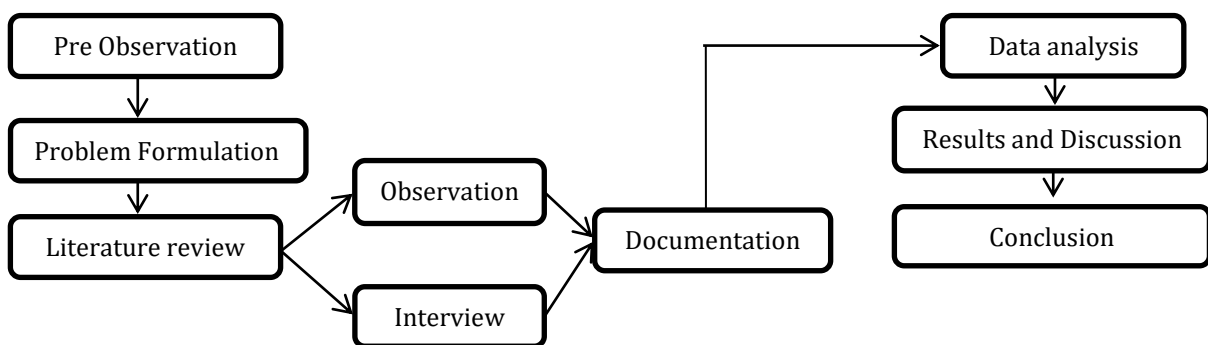 Pre Observation
Problem Formulation
Literature review
Observation
Interview
Documentation
Data analysis
Results and Discussion
Conclusion